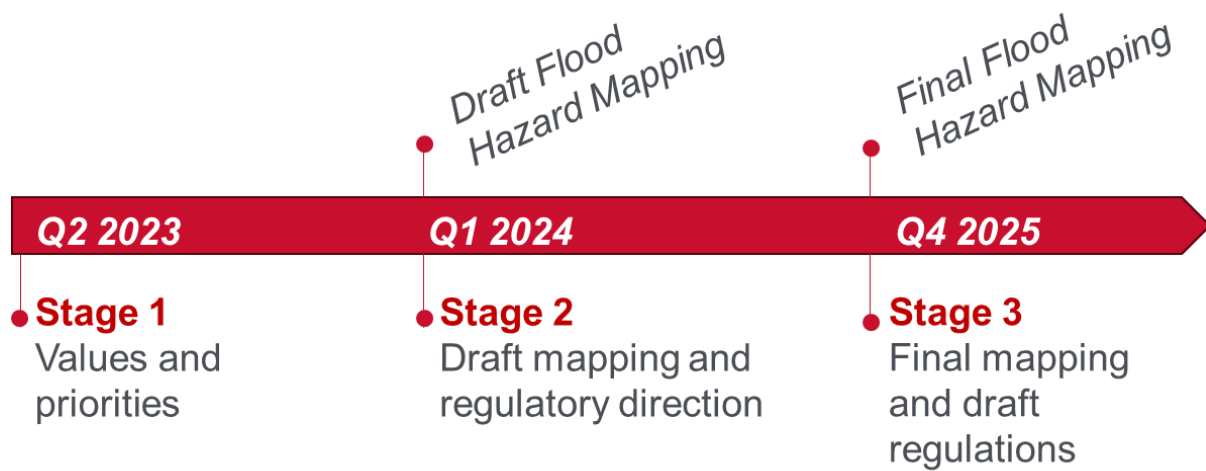 Draft Flood
Hazard Mapping
Final Flood
Hazard Mapping
Q2 2023
Q1 2024
Q4 2025
Stage 1
Values and
priorities
Stage 2
Draft mapping and
regulatory direction
Stage 3
Final mapping
and draft
regulations